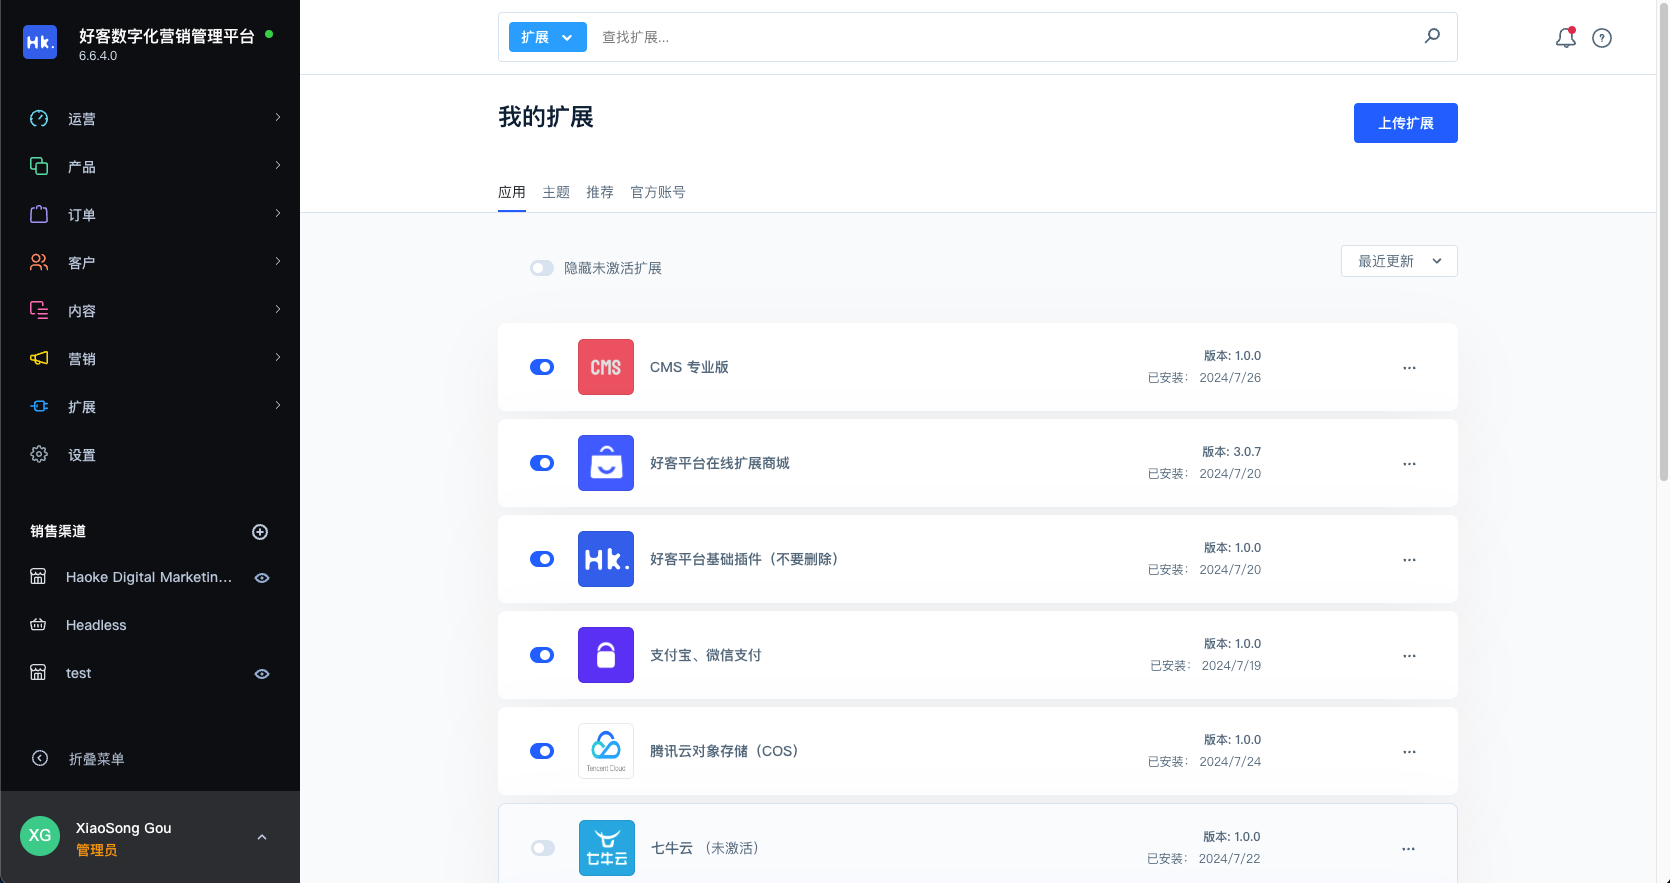 Hk.
好客数字化营销管理平台
6.6.4.0
运营
产品
订单
客户
内容
营销
扩展
设置
销售渠道
Haoke Digital Marketin...
Headless
test
折叠菜单
XG
XiaoSong Gou
管理员
扩展
查找扩展...
我的扩展
上传扩展
应用 主题 推荐 官方账号
隐藏未激活扩展
最近更新
CMS
CMS 专业版
版本: 1.0.0
已安装： 2024/7/26
好客平台在线扩展商城
版本: 3.0.7
已安装： 2024/7/20
Hk.
好客平台基础插件（不要删除）
版本: 1.0.0
已安装： 2024/7/20
支付宝、微信支付
版本: 1.0.0
已安装： 2024/7/19
Tencent Cloud
腾讯云对象存储（COS）
版本: 1.0.0
已安装： 2024/7/24
七牛云
七牛云 （未激活）
版本: 1.0.0
已安装： 2024/7/22